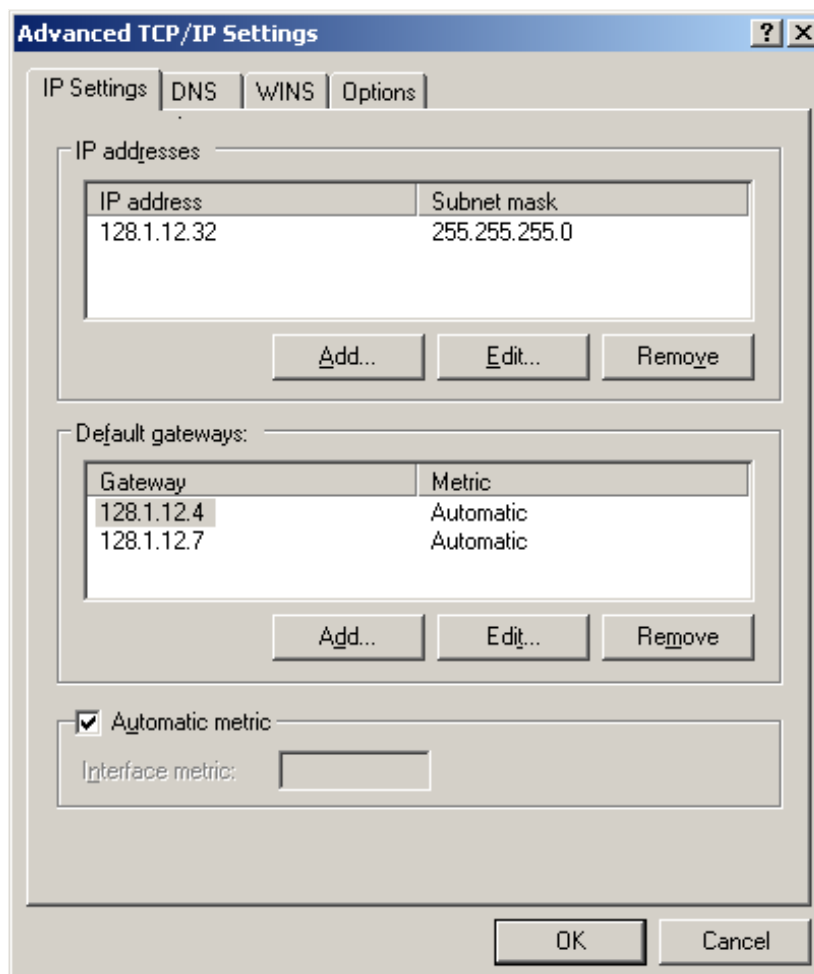 Advanced TCP/IP Settings
IP Settings DNS WINS Options
IP addresses
IP address Subnet mask
128.1.12.32 255.255.255.0
Add... Edit... Remove
Default gateways:
Gateway Metric
128.1.12.4 Automatic
128.1.12.7 Automatic
Add... Edit... Remove
Automatic metric
Interface metric:
OK Cancel